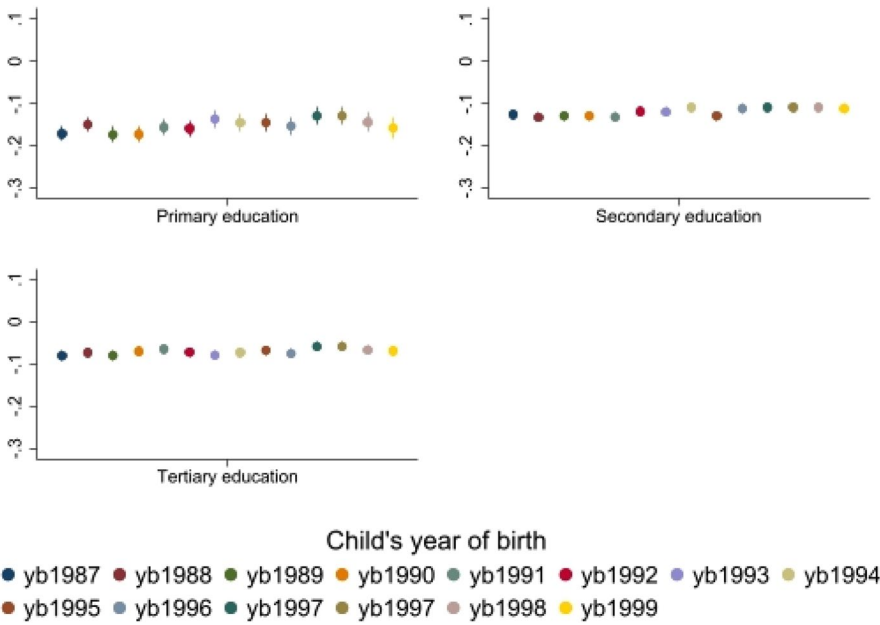 .1
0
-.1
-.2
-.3
Primary education
.1
0
-.1
-.2
-.3
Secondary education
.1
0
-.1
-.2
-.3
Tertiary education
Child's year of birth
yb1987 yb1988 yb1989 yb1990 yb1991 yb1992 yb1993 yb1994
yb1995 yb1996 yb1997 yb1997 yb1998 yb1999